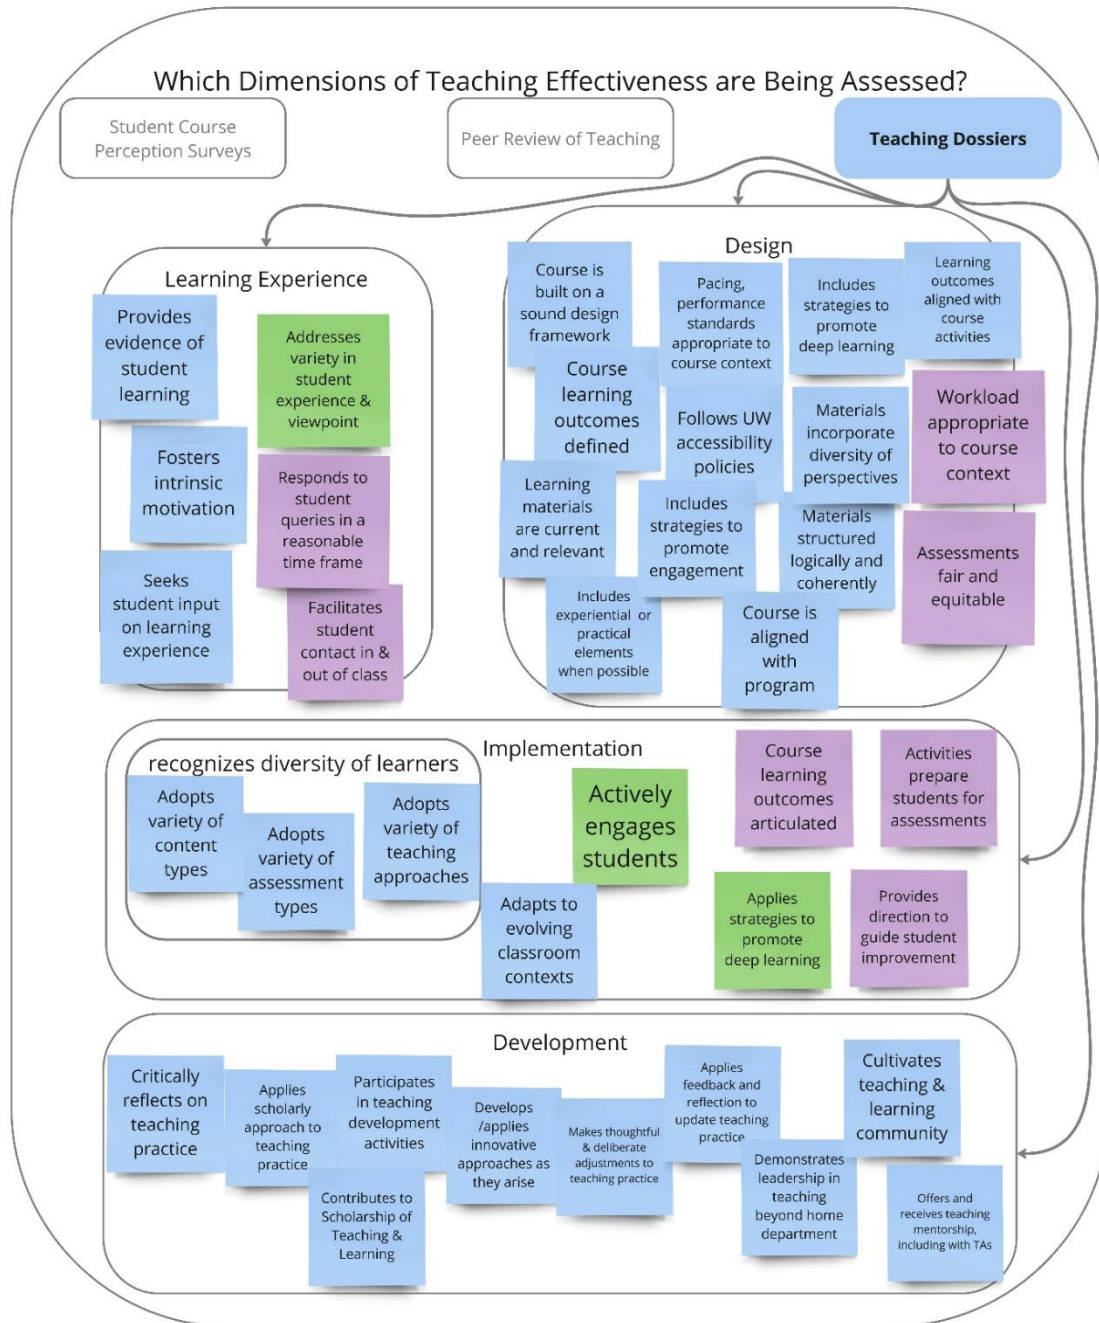 Which Dimensions of Teaching Effectiveness are Being Assessed?
Student Course
Perception Surveys
Peer Review of Teaching
Teaching Dossiers
Learning Experience
Provides
evidence of
student
learning
Addresses
variety in
student
experience &
viewpoint
Fosters
intrinsic
motivation
Responds to
student
queries in a
reasonable
time frame
Seeks
student input
on learning
experience
Facilitates
student
contact in &
out of class
Design
Course is
built on a
sound design
framework
Pacing,
performance
standards
appropriate to
course context
Includes
strategies to
promote
deep learning
Learning
outcomes
aligned with
course
activities
Course
learning
outcomes
defined
Follows UW
accessibility
policies
Materials
incorporate
diversity of
perspectives
Workload
appropriate
to course
context
Learning
materials
are current
and relevant
Includes
strategies to
promote
engagement
Materials
structured
logically and
coherently
Assessments
fair and
equitable
Includes
experiential or
practical
elements
when possible
Course is
aligned
with
program
Implementation
recognizes diversity of learners
Adopts
variety of
content
types
Adopts
variety of
assessment
types
Adopts
variety of
teaching
approaches
Adapts to
evolving
classroom
contexts
Actively
engages
students
Course
learning
outcomes
articulated
Activities
prepare
students for
assessments
Applies
strategies to
promote
deep learning
Provides
direction to
guide student
improvement
Development
Critically
reflects on
teaching
practice
Applies
scholarly
approach to
teaching
practice
Participates
in teaching
development
activities
Contributes to
Scholarship of
Teaching &
Learning
Develops
/applies
innovative
approaches as
they arise
Makes thoughtful
& deliberate
adjustments to
teaching practice
Applies
feedback and
reflection to
update teaching
practice
Demonstrates
leadership in
teaching
beyond home
department
Cultivates
teaching &
learning
community
Offers and
receives teaching
mentorship,
including with TAs